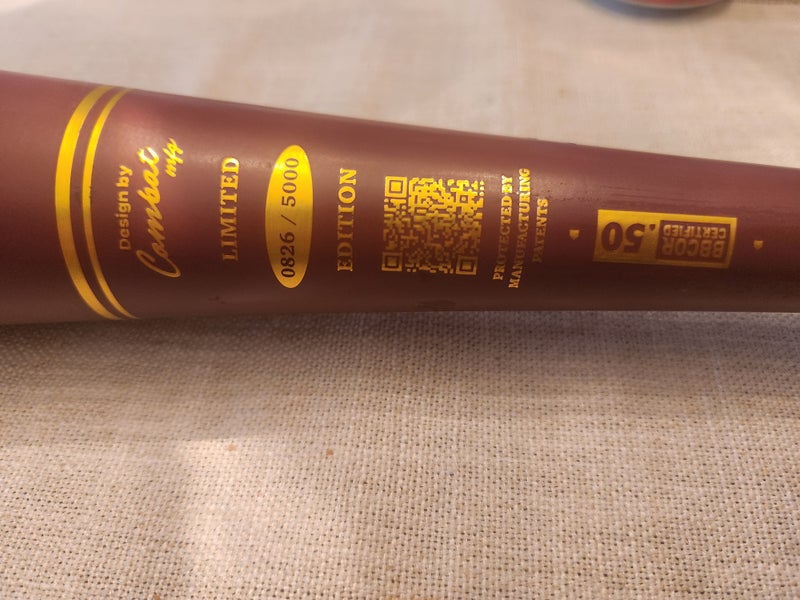 Design by
Combat
mfg
LIMITED
0826 / 5000
EDITION
PROTECTED BY
MANUFACTURING
PATENTS
BBCOR
CERTIFIED
.50